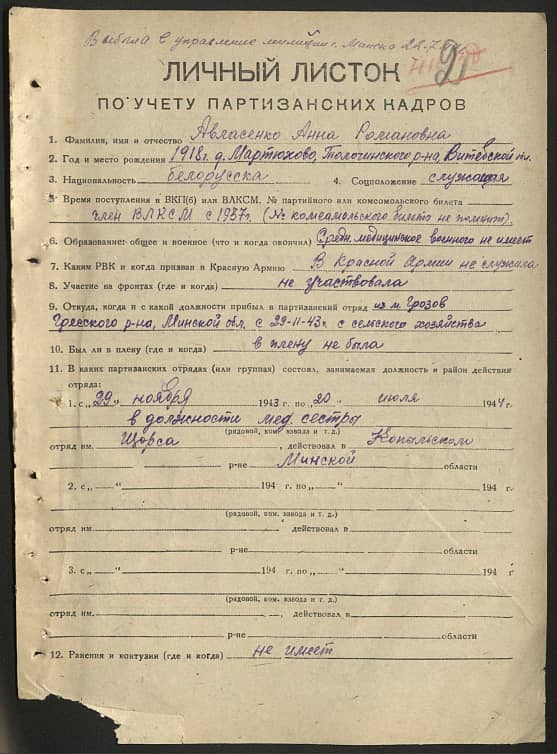 Выбыла в управление милиции г. Минска 22.7.
ЛИЧНЫЙ ЛИСТОК
ПО УЧЕТУ ПАРТИЗАНСКИХ КАДРОВ
1. Фамилия, имя и отчество Авласенко Анна Романовна
2. Год и место рождения 1918 г. д. Мартюхово, Толочинского р-на, Витебской обл.
3. Национальность белорусска 4. Соцположение служащая
5. Время поступления в ВКП(б) или ВЛКСМ, № партийного или комсомольского билета
член ВЛКСМ с 1937 г. (№ комсомольского билета не помнит).
6. Образование: общее и военное (что и когда окончил) Средн. медицинское военного не имеет
7. Каким РВК и когда призван в Красную Армию В Красной Армии не служила
8. Участие на фронтах (где и когда) не участвовала
9. Откуда, когда и с какой должности прибыл в партизанский отряд из м. Грозов
р-на, Минской обл. с 29-11-43 г. с сельского хозяйства
10. Был ли в плену (где и когда) в плену не была
11. В каких партизанских отрядах (или группах) состоял, занимаемая должность и район действия
отряда:
1. с „29" ноября 1943 г. по „20" июля 1944 г.
в должности мед. сестры
(рядовой, ком. взвода и т. д.)
отряд им. Щорса, действовал в Копыльском
р-не Минской области
2. с „ " 194 г. по „ " 194 г.
(рядовой, ком. взвода и т. д.)
отряд им. , действовал в
р-не области
3. с „ " 194 г. по „ " 194 г
(рядовой, ком. взвода и т. д.)
отряд им. , действовал в
р-не области
12. Ранения и контузии (где и когда) не имеет